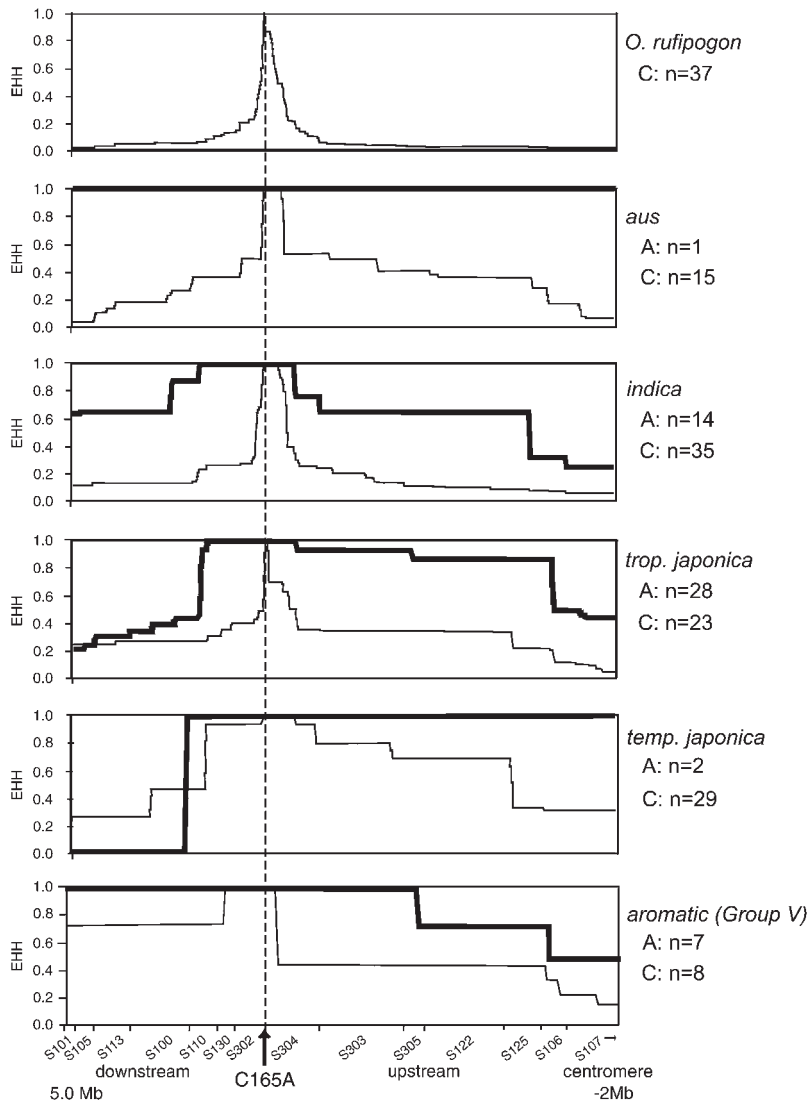 1.0
0.8
0.6
0.4
0.2
0.0
EHH
O. rufipogon
C: n=37
1.0
0.8
0.6
0.4
0.2
0.0
EHH
aus
A: n=1
C: n=15
1.0
0.8
0.6
0.4
0.2
0.0
EHH
indica
A: n=14
C: n=35
1.0
0.8
0.6
0.4
0.2
0.0
EHH
trop. japonica
A: n=28
C: n=23
1.0
0.8
0.6
0.4
0.2
0.0
EHH
temp. japonica
A: n=2
C: n=29
1.0
0.8
0.6
0.4
0.2
0.0
EHH
aromatic (Group V)
A: n=7
C: n=8
S101 S105 S113 S100 S110 S130 S302 S304 S303 S305 S122 S125 S106 S107
downstream C165A upstream centromere
5.0 Mb -2Mb